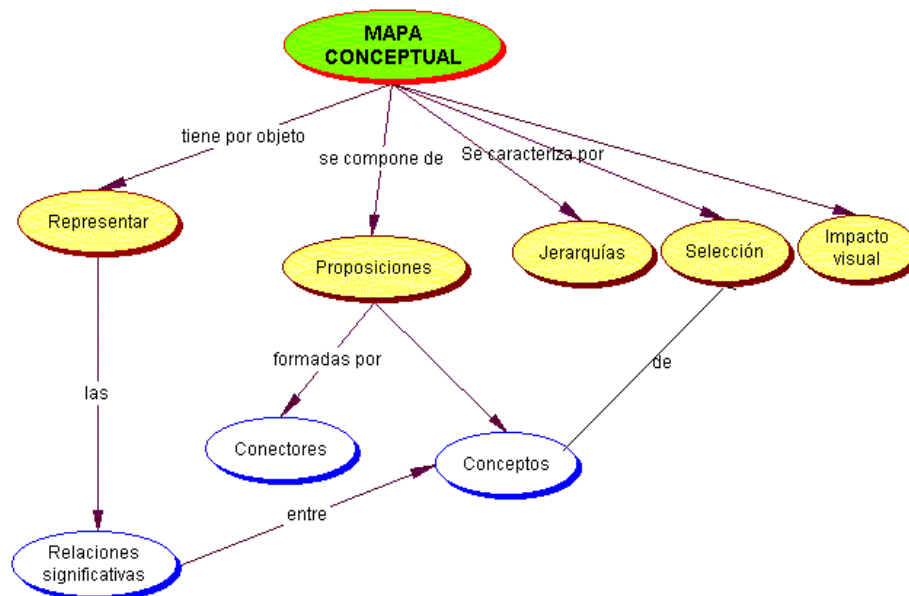 MAPA
CONCEPTUAL
tiene por objeto
se compone de
Se caracteriza por
Representar
Proposiciones
Jerarquías
Selección
Impacto
visual
formadas por
de
las
Conectores
Conceptos
entre
Relaciones
significativas